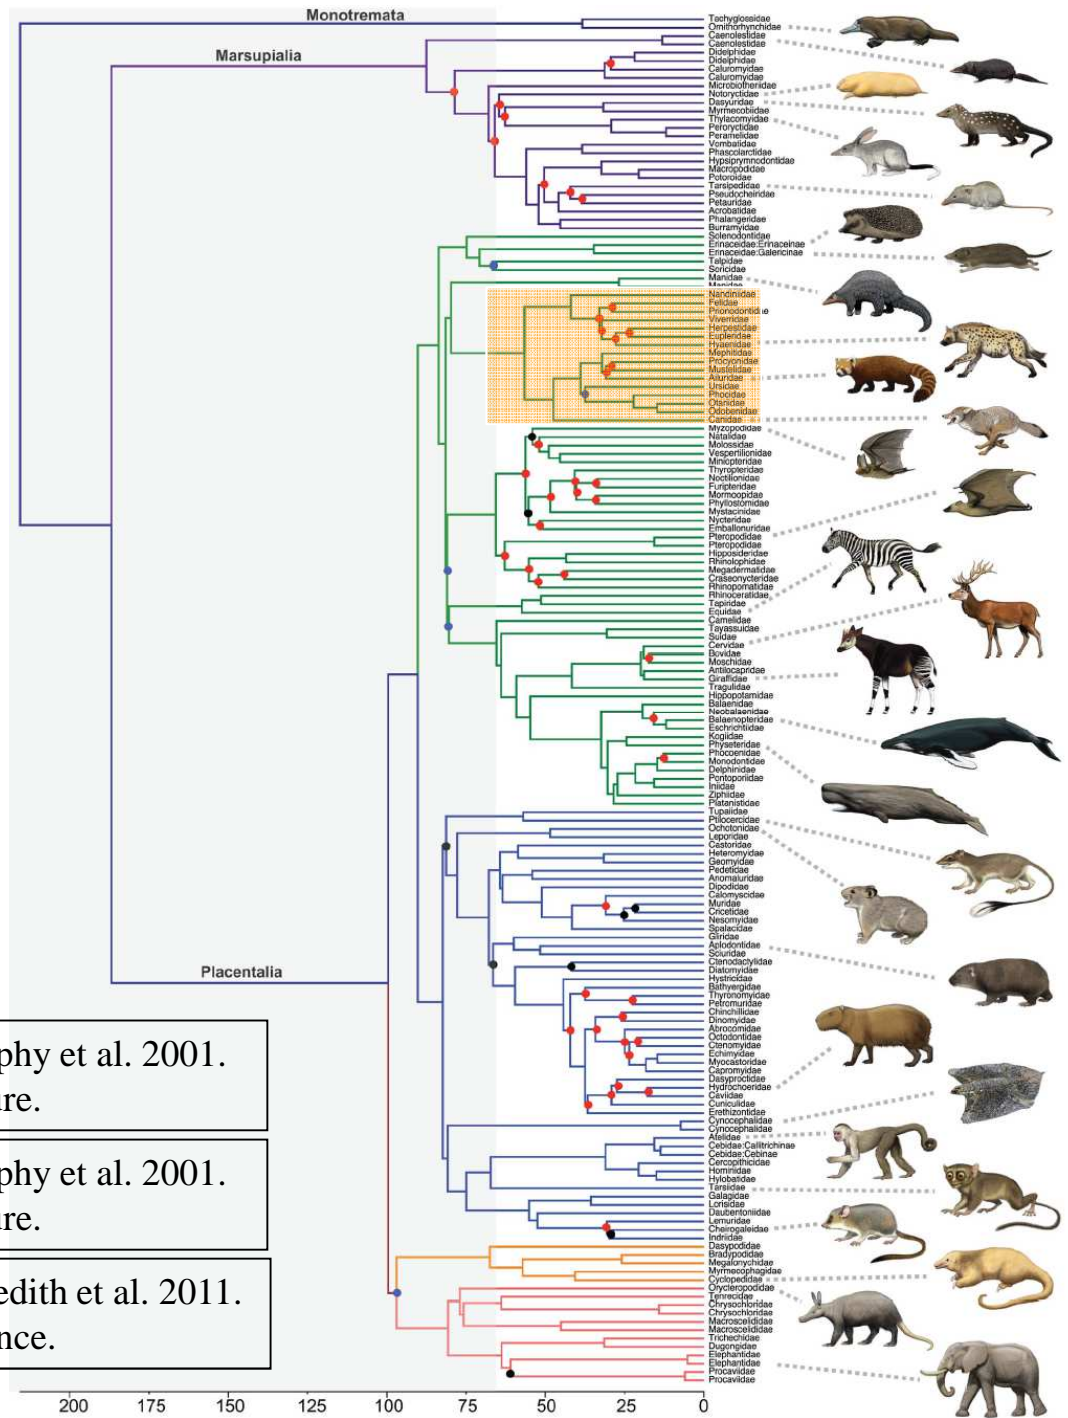 Monotremata
Marsupialia
Placentalia
Tachyglossidae
Ornithorhynchidae
Caenolestidae
Caenolestidae
Didelphidae
Didelphidae
Caluromyidae
Caluromyidae
Microbiotheriidae
Notoryctidae
Dasyuridae
Myrmecobiidae
Thylacomyidae
Peroryctidae
Peramelidae
Vombatidae
Phascolarctidae
Hypsiprymnodontidae
Macropodidae
Potoroidae
Tarsipedidae
Pseudocheiridae
Petauridae
Acrobatidae
Phalangeridae
Burramyidae
Solenodontidae
Erinaceidae:Erinaceinae
Erinaceidae:Galericinae
Talpidae
Soricidae
Manidae
Manidae
Nandiniidae
Felidae
Prionodontidae
Viverridae
Herpestidae
Eupleridae
Hyaenidae
Mephitidae
Procyonidae
Mustelidae
Ailuridae
Ursidae
Phocidae
Otariidae
Odobenidae
Canidae
Myzopodidae
Natalidae
Molossidae
Vespertilionidae
Miniopteridae
Thyropteridae
Noctilionidae
Furipteridae
Mormoopidae
Phyllostomidae
Mystacinidae
Nycteridae
Emballonuridae
Pteropodidae
Pteropodidae
Hipposideridae
Rhinolophidae
Megadermatidae
Craseonycteridae
Rhinopomatidae
Rhinoceratidae
Tapiridae
Equidae
Camelidae
Tayassuidae
Suidae
Cervidae
Bovidae
Moschidae
Antilocapridae
Giraffidae
Tragulidae
Hippopotamidae
Balaenidae
Neobalaenidae
Balaenopteridae
Eschrichtiidae
Kogiidae
Physeteridae
Phocoenidae
Monodontidae
Delphinidae
Pontoporiidae
Iniidae
Ziphiidae
Platanistidae
Tupaiidae
Ptilocercidae
Ochotonidae
Leporidae
Castoridae
Heteromyidae
Geomyidae
Pedetidae
Anomaluridae
Dipodidae
Calomyscidae
Muridae
Cricetidae
Nesomyidae
Spalacidae
Gliridae
Aplodontidae
Sciuridae
Ctenodactylidae
Diatomyidae
Hystricidae
Bathyergidae
Thyronomyidae
Petromuridae
Chinchillidae
Dinomyidae
Abrocomidae
Octodontidae
Ctenomyidae
Echimyidae
Myocastoridae
Capromyidae
Dasyproctidae
Hydrochoeridae
Caviidae
Cuniculidae
Erethizontidae
Cynocephalidae
Cynocephalidae
Atelidae
Cebidae:Callitrichinae
Cebidae:Cebinae
Cercopithicidae
Hominidae
Hylobatidae
Tarsiidae
Galagidae
Lorisidae
Daubentoniidae
Lemuridae
Cheirogaleidae
Indriidae
Dasypodidae
Bradypodidae
Megalonychidae
Myrmecophagidae
Cyclopedidae
Orycteropodidae
Tenrecidae
Chrysochloridae
Chrysochloridae
Macroscelididae
Macroscelididae
Trichechidae
Dugongidae
Elephantidae
Elephantidae
Procaviidae
Procaviidae
phy et al. 2001.
ure.
phy et al. 2001.
ure.
edith et al. 2011.
nce.
200 175 150 125 100 75 50 25 0